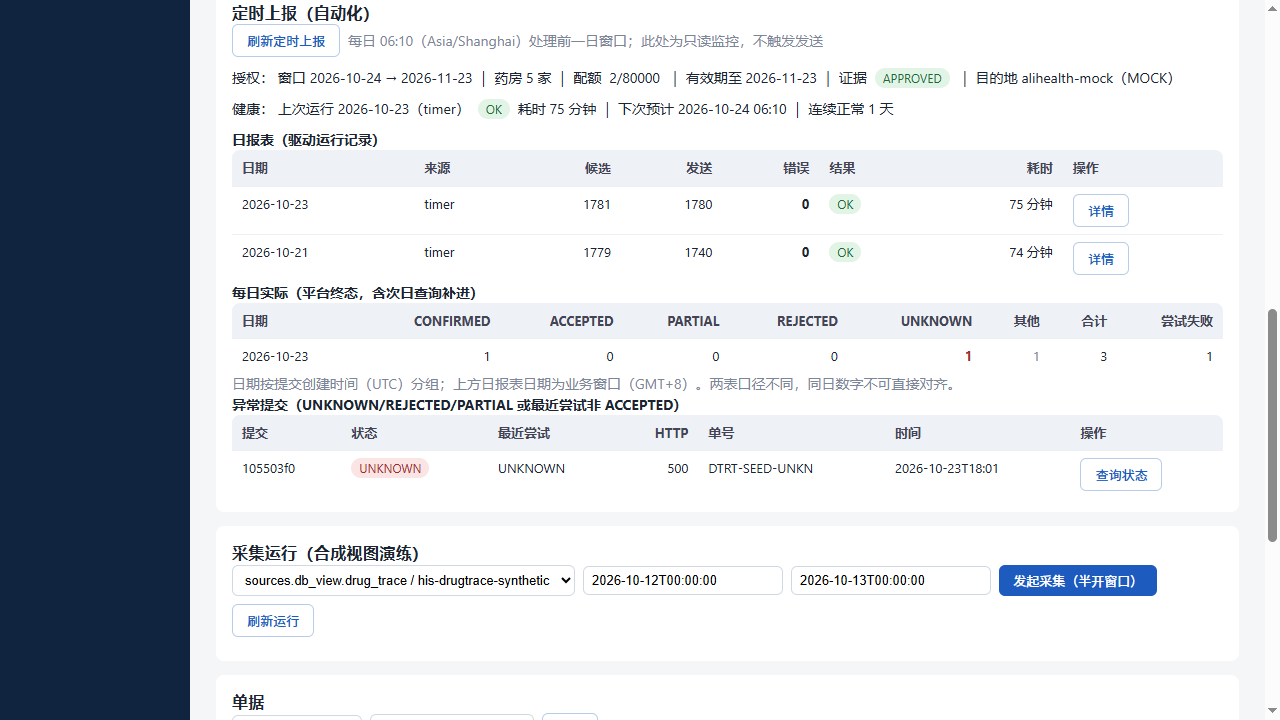 定时上报（自动化）
刷新定时上报 每日 06:10（Asia/Shanghai）处理前一日窗口；此处为只读监控，不触发发送
授权： 窗口 2026-10-24 → 2026-11-23 │ 药房 5 家 │ 配额 2/80000 │ 有效期至 2026-11-23 │ 证据 APPROVED │ 目的地 alihealth-mock（MOCK）
健康： 上次运行 2026-10-23（timer） OK 耗时 75 分钟 │ 下次预计 2026-10-24 06:10 │ 连续正常 1 天
日报表（驱动运行记录）
日期 来源 候选 发送 错误 结果 耗时 操作
2026-10-23 timer 1781 1780 0 OK 75 分钟 详情
2026-10-21 timer 1779 1740 0 OK 74 分钟 详情
每日实际（平台终态，含次日查询补进）
日期 CONFIRMED ACCEPTED PARTIAL REJECTED UNKNOWN 其他 合计 尝试失败
2026-10-23 1 0 0 0 1 1 3 1
日期按提交创建时间（UTC）分组；上方日报表日期为业务窗口（GMT+8）。两表口径不同，同日数字不可直接对齐。
异常提交（UNKNOWN/REJECTED/PARTIAL 或最近尝试非 ACCEPTED）
提交 状态 最近尝试 HTTP 单号 时间 操作
105503f0 UNKNOWN UNKNOWN 500 DTRT-SEED-UNKN 2026-10-23T18:01 查询状态
采集运行（合成视图演练）
sources.db_view.drug_trace / his-drugtrace-synthetic 2026-10-12T00:00:00 2026-10-13T00:00:00 发起采集（半开窗口）
刷新运行
单据